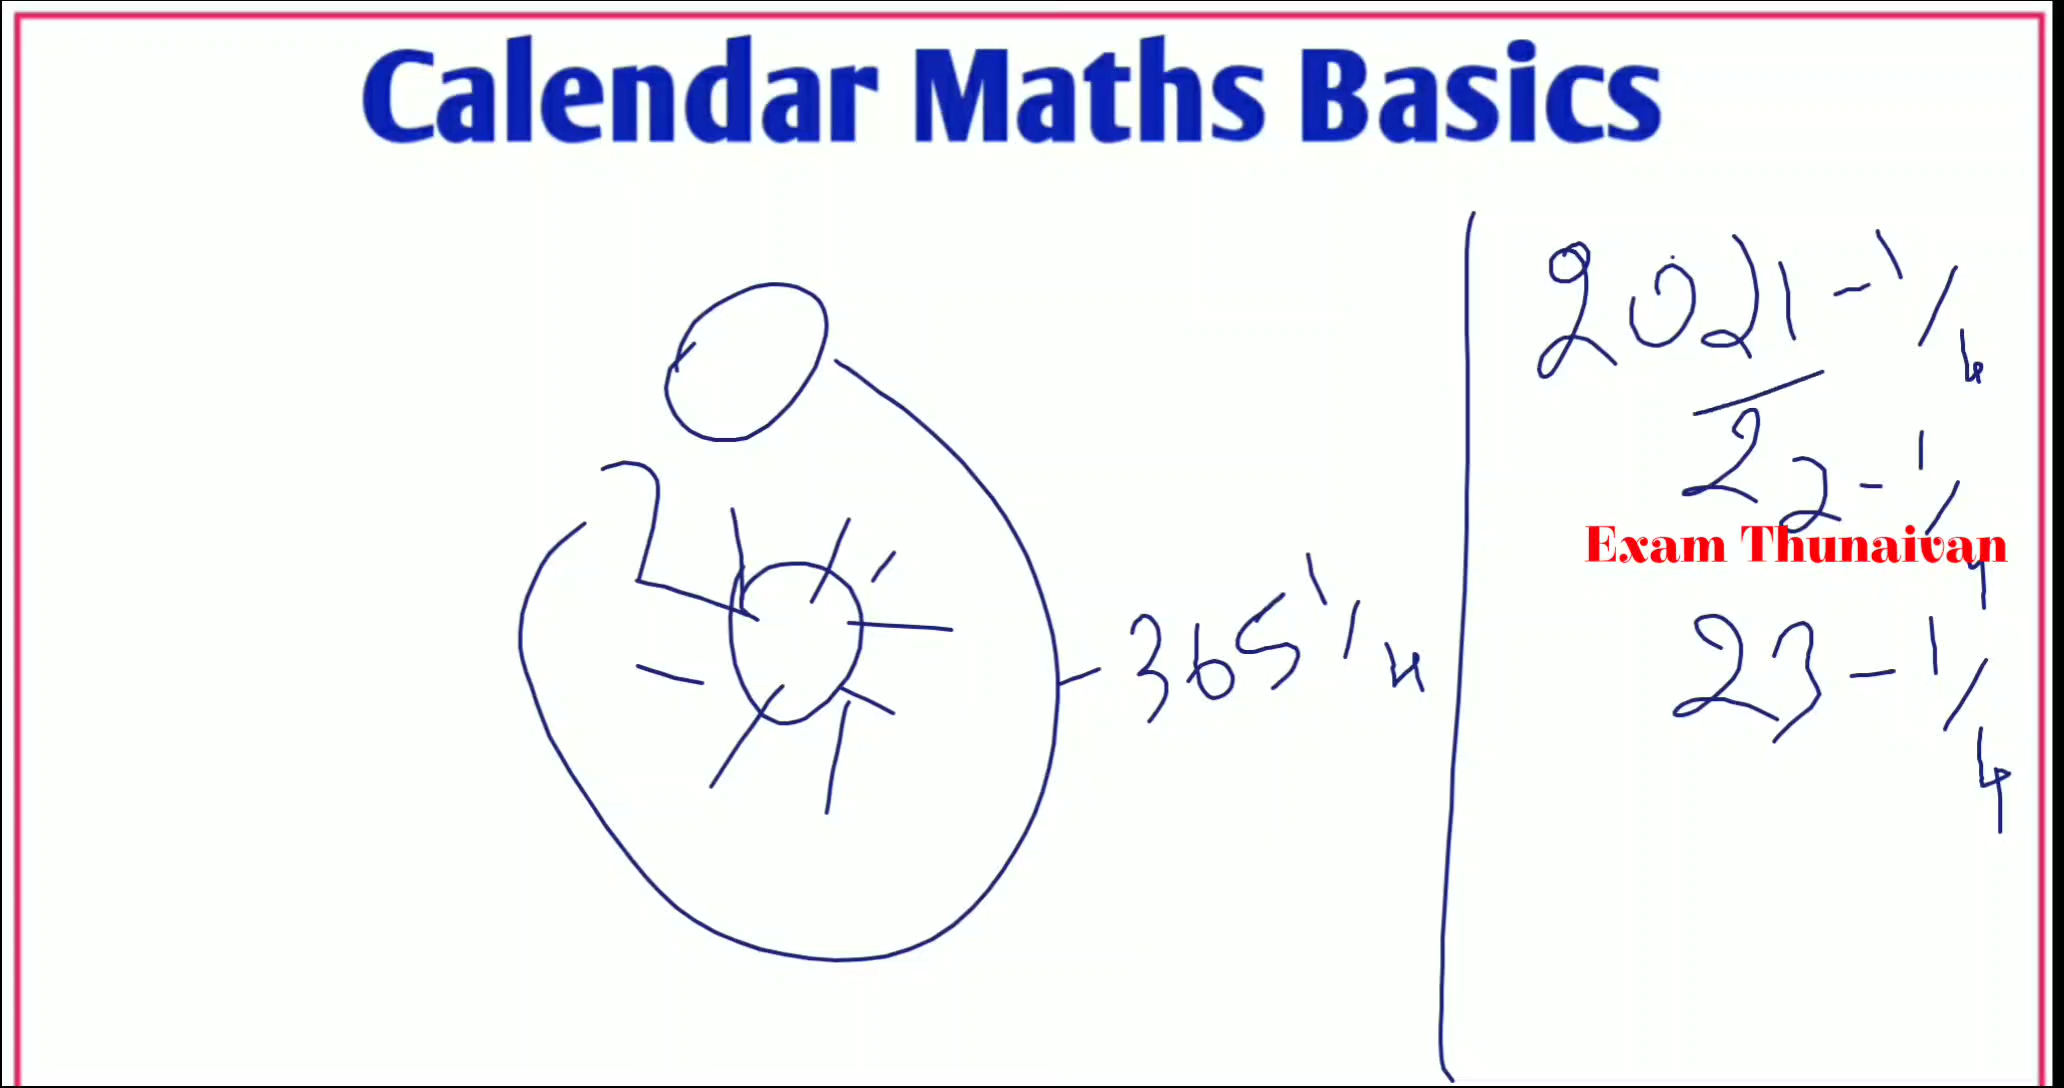 Calendar Maths Basics
365 1/4
2021 - 1/4
22 - 1/4
Exam Thunaivan
23 - 1/4